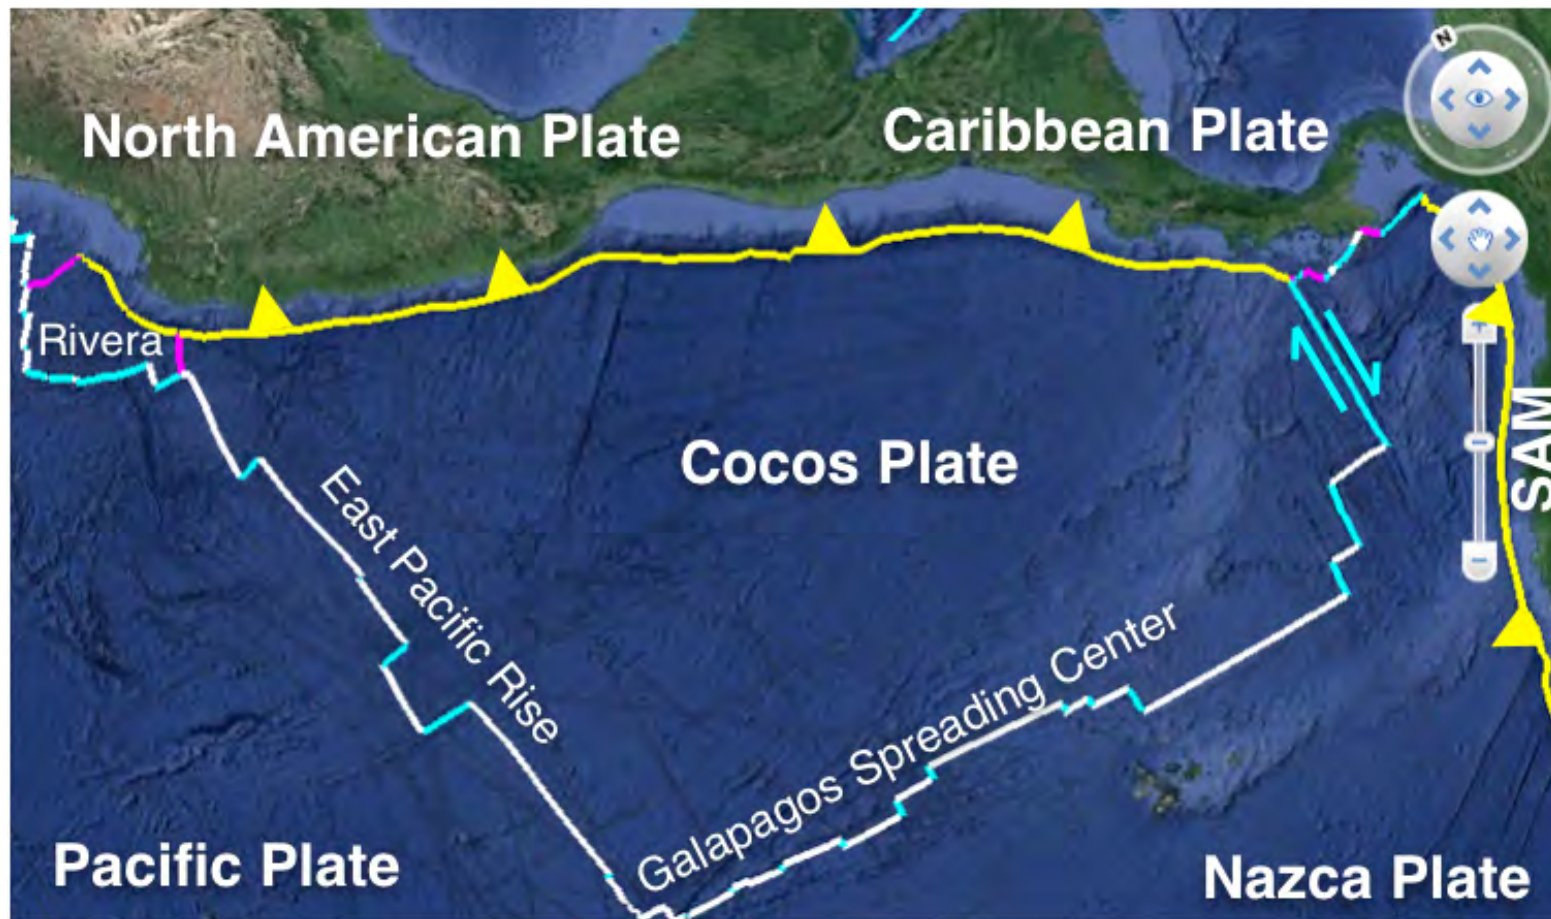 North American Plate
Caribbean Plate
N
Rivera
Cocos Plate
SAM
East Pacific Rise
Galapagos Spreading Center
Pacific Plate
Nazca Plate